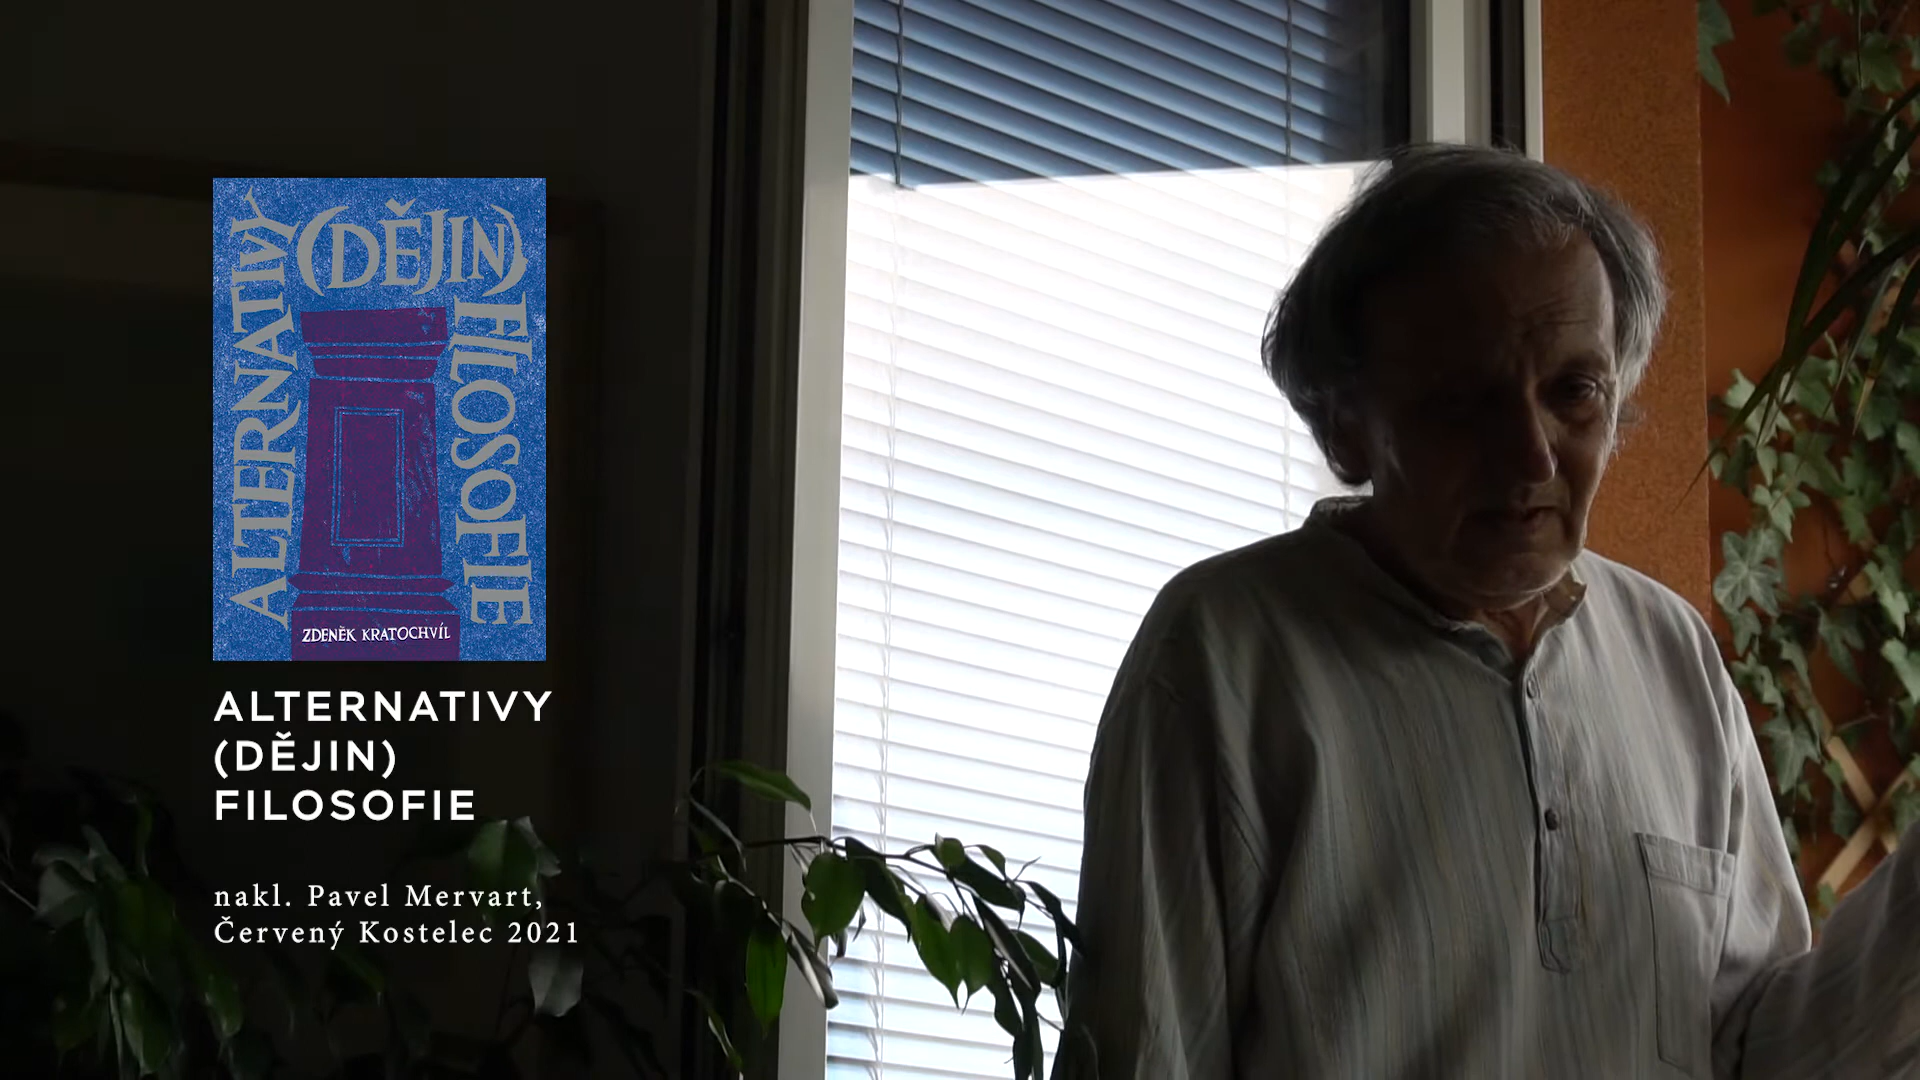 ALTERNATIVY
(DĚJIN)
FILOSOFIE
ZDENĚK KRATOCHVÍL
ALTERNATIVY
(DĚJIN)
FILOSOFIE
nakl. Pavel Mervart,
Červený Kostelec 2021